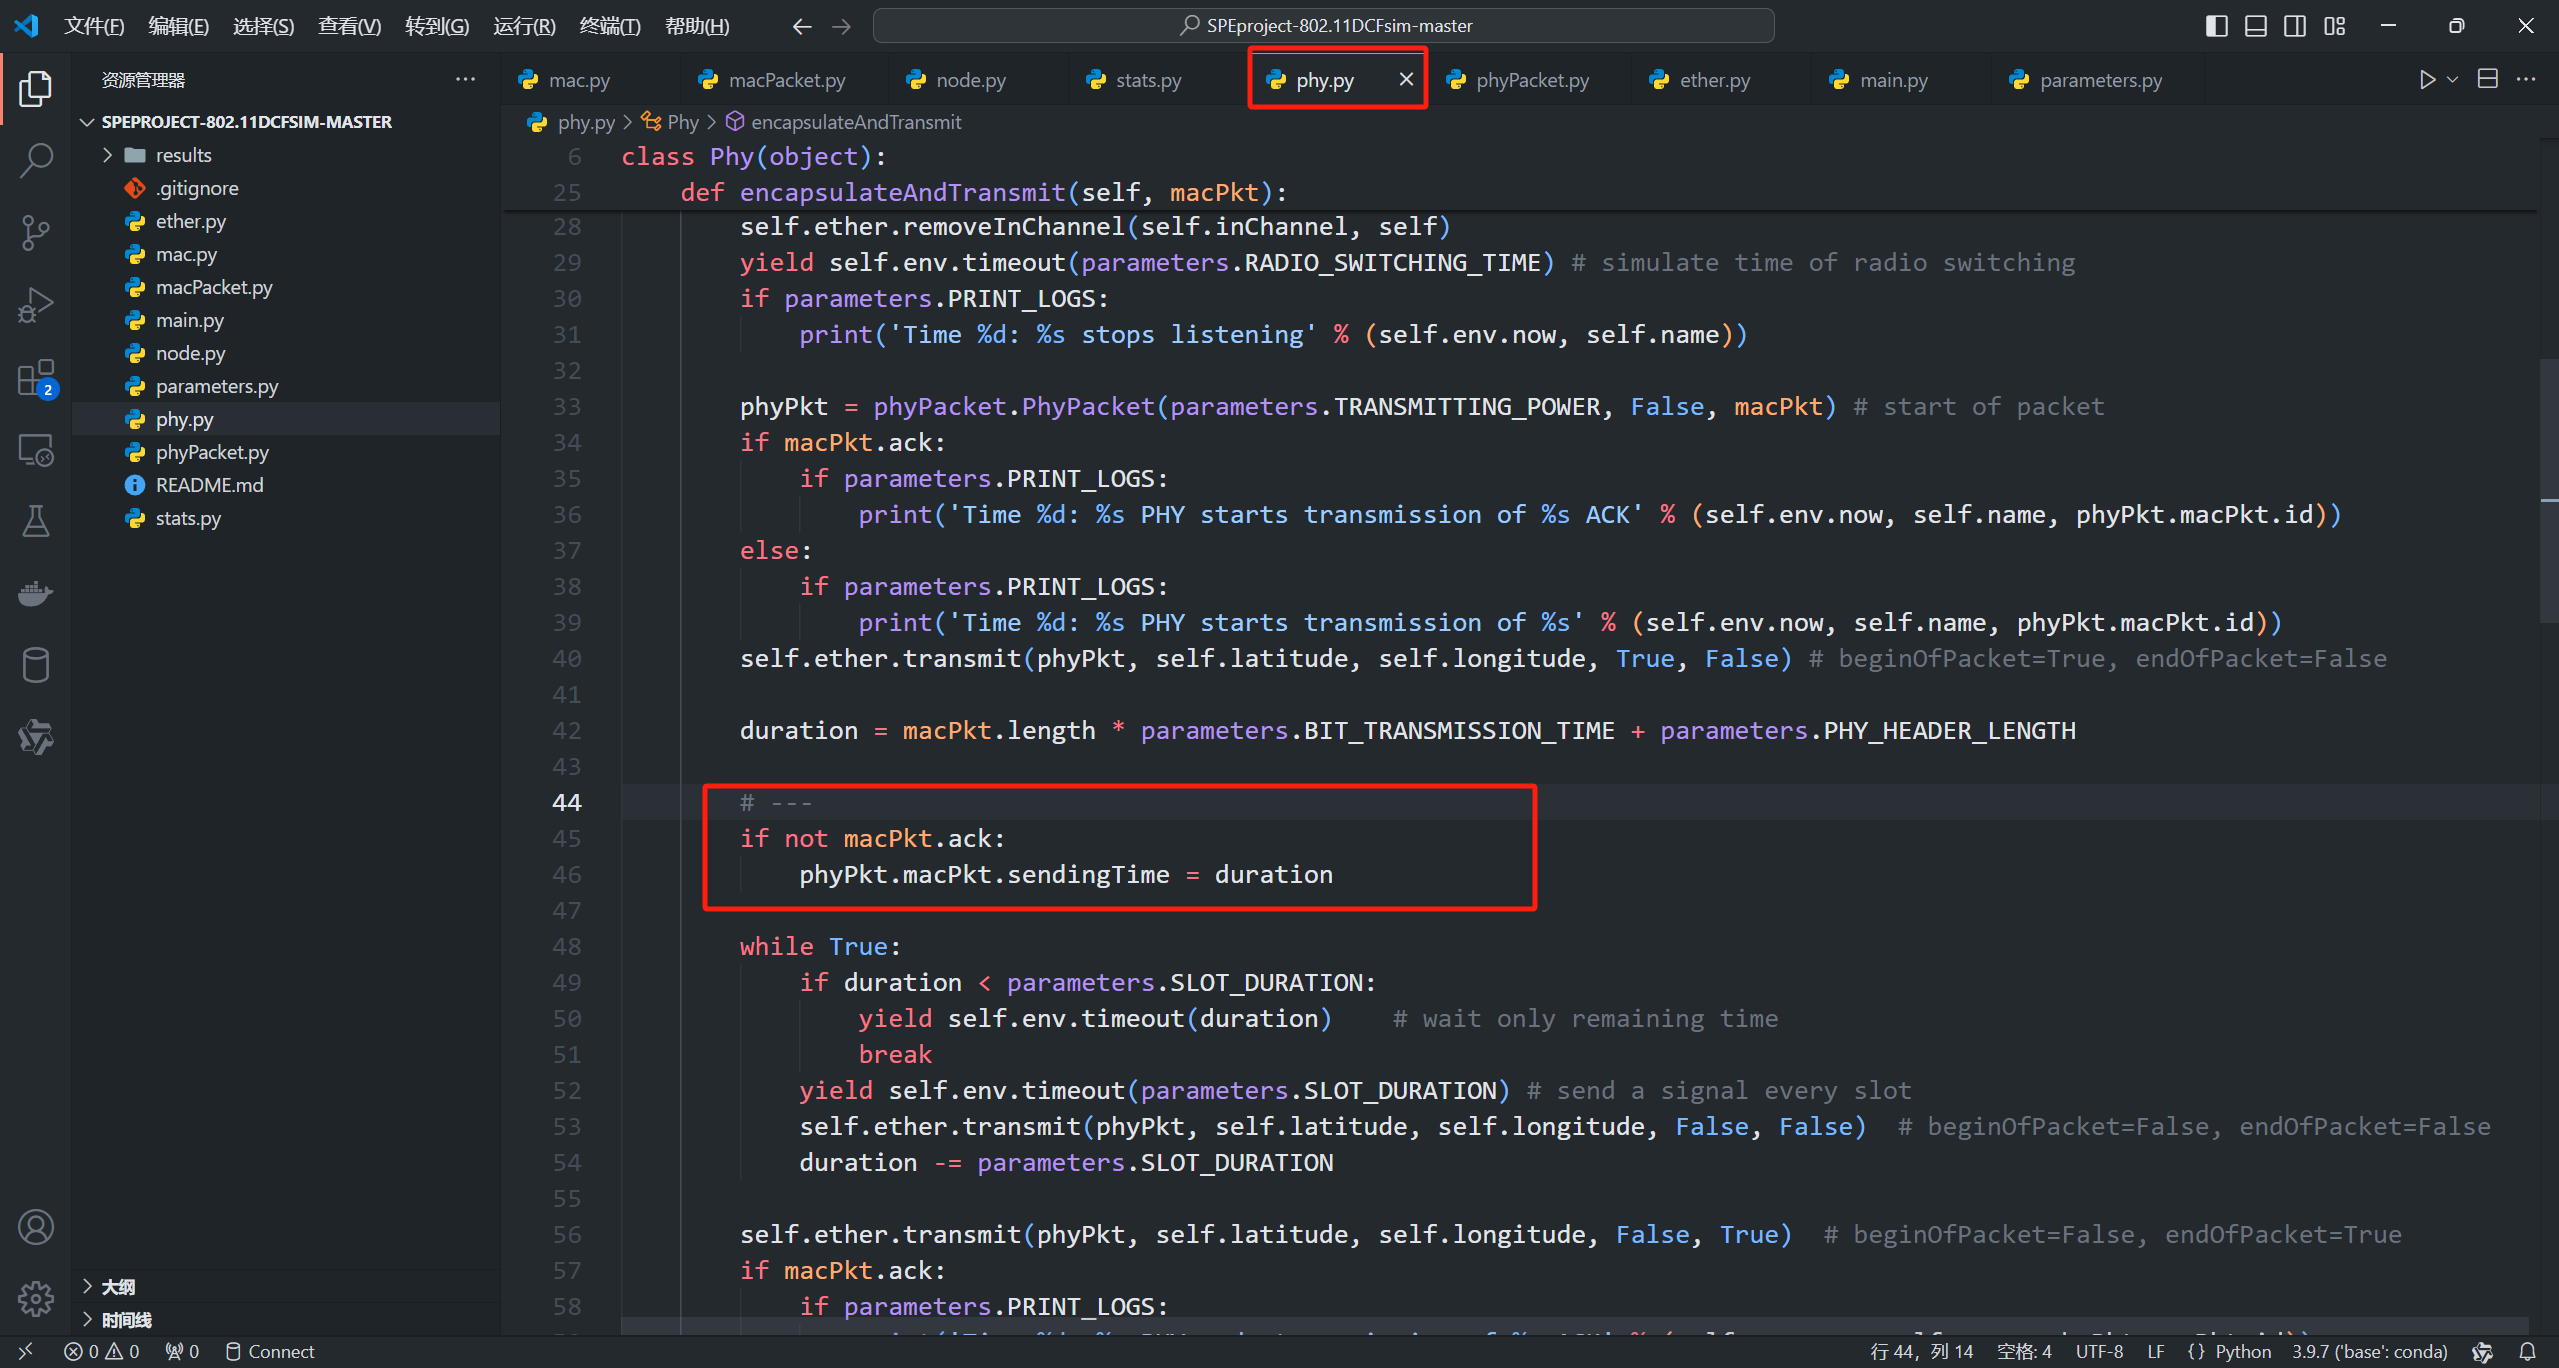 文件(F) 编辑(E) 选择(S) 查看(V) 转到(G) 运行(R) 终端(T) 帮助(H) SPEproject-802.11DCFsim-master
资源管理器
mac.py macPacket.py node.py stats.py phy.py phyPacket.py ether.py main.py parameters.py
SPEPROJECT-802.11DCFSIM-MASTER
results
.gitignore
ether.py
mac.py
macPacket.py
main.py
node.py
parameters.py
phy.py
phyPacket.py
README.md
stats.py
2
大纲
时间线
phy.py > Phy > encapsulateAndTransmit
6 class Phy(object):
25 def encapsulateAndTransmit(self, macPkt):
28 self.ether.removeInChannel(self.inChannel, self)
29 yield self.env.timeout(parameters.RADIO_SWITCHING_TIME) # simulate time of radio switching
30 if parameters.PRINT_LOGS:
31 print('Time %d: %s stops listening' % (self.env.now, self.name))
32
33 phyPkt = phyPacket.PhyPacket(parameters.TRANSMITTING_POWER, False, macPkt) # start of packet
34 if macPkt.ack:
35 if parameters.PRINT_LOGS:
36 print('Time %d: %s PHY starts transmission of %s ACK' % (self.env.now, self.name, phyPkt.macPkt.id))
37 else:
38 if parameters.PRINT_LOGS:
39 print('Time %d: %s PHY starts transmission of %s' % (self.env.now, self.name, phyPkt.macPkt.id))
40 self.ether.transmit(phyPkt, self.latitude, self.longitude, True, False) # beginOfPacket=True, endOfPacket=False
41
42 duration = macPkt.length * parameters.BIT_TRANSMISSION_TIME + parameters.PHY_HEADER_LENGTH
43
44 # ---
45 if not macPkt.ack:
46 phyPkt.macPkt.sendingTime = duration
47
48 while True:
49 if duration < parameters.SLOT_DURATION:
50 yield self.env.timeout(duration) # wait only remaining time
51 break
52 yield self.env.timeout(parameters.SLOT_DURATION) # send a signal every slot
53 self.ether.transmit(phyPkt, self.latitude, self.longitude, False, False) # beginOfPacket=False, endOfPacket=False
54 duration -= parameters.SLOT_DURATION
55
56 self.ether.transmit(phyPkt, self.latitude, self.longitude, False, True) # beginOfPacket=False, endOfPacket=True
57 if macPkt.ack:
58 if parameters.PRINT_LOGS:
0 0 0 Connect 行 44，列 14 空格: 4 UTF-8 LF {} Python 3.9.7 ('base': conda)